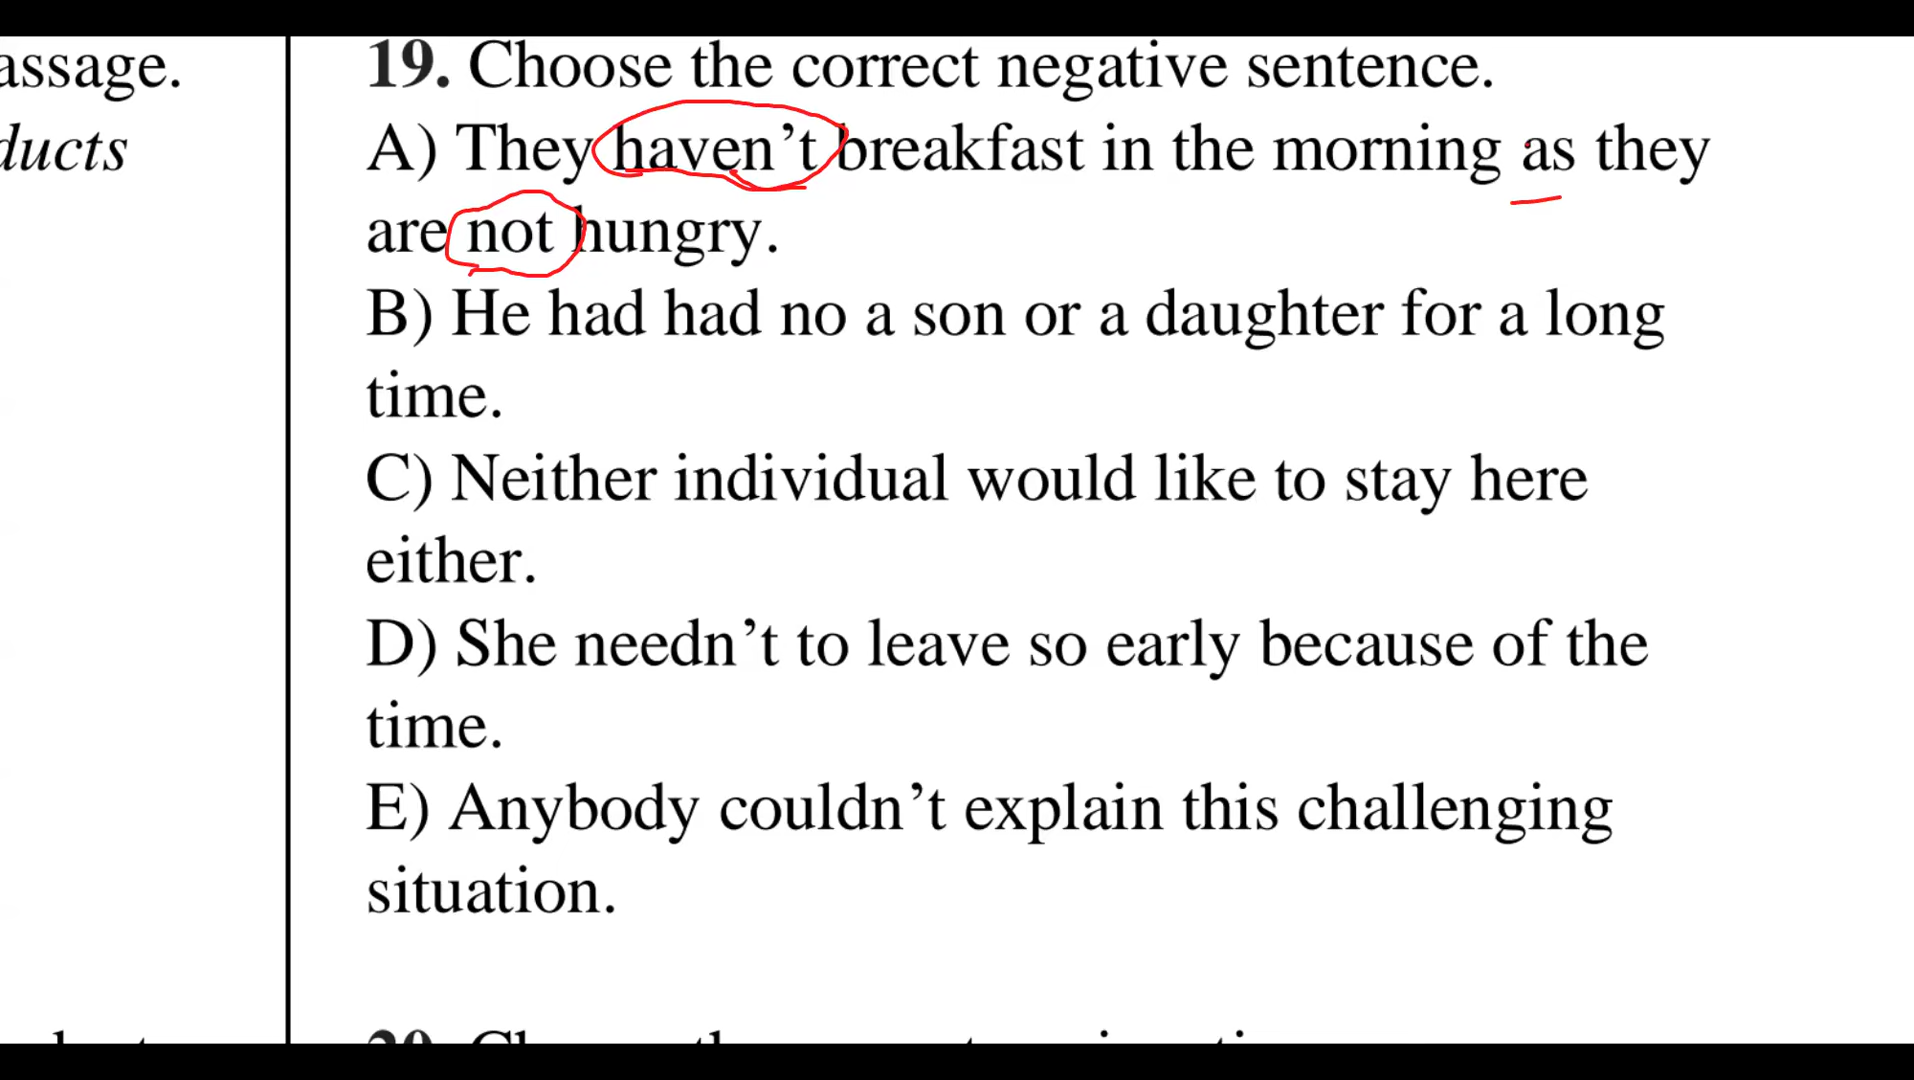 assage.
ducts
19. Choose the correct negative sentence.
A) They haven’t breakfast in the morning as they
are not hungry.
B) He had had no a son or a daughter for a long
time.
C) Neither individual would like to stay here
either.
D) She needn’t to leave so early because of the
time.
E) Anybody couldn’t explain this challenging
situation.